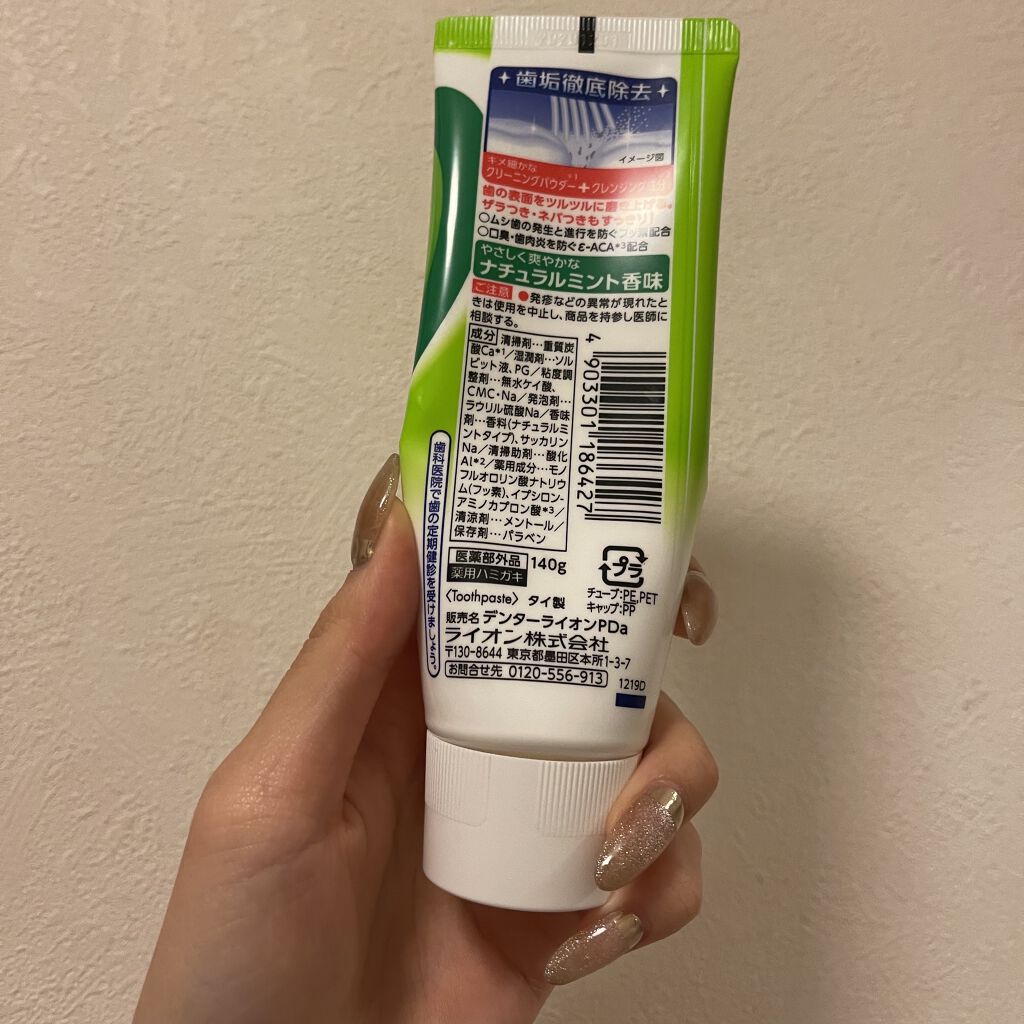 歯垢徹底除去
イメージ図
キメ細かな
クリーニングパウダー*1+クレンジング
歯の表面をツルツルに磨き上げる。
ザラつき・ネバつきもすっきり!
○ムシ歯の発生と進行を防ぐフッ素配合
○口臭・歯肉炎を防ぐε-ACA*3配合
やさしく爽やかな
ナチュラルミント香味
ご注意 ●発疹などの異常が現れたと
きは使用を中止し、商品を持参し医師に
相談する。
成分 清掃剤…重質炭
酸Ca*1/湿潤剤…ソル
ビット液、PG/粘度調
整剤…無水ケイ酸、
CMC・Na/発泡剤…
ラウリル硫酸Na/香味
剤…香料(ナチュラルミ
ントタイプ)、サッカリン
Na/清掃助剤…酸化
Al*2/薬用成分…モノ
フルオロリン酸ナトリウ
ム(フッ素)、イプシロン-
アミノカプロン酸*3/
清涼剤…メントール/
保存剤…パラベン
4 903301 186427
歯科医院で歯の定期健診を受けましょう。
医薬部外品 140g
薬用ハミガキ
プラ
チューブ:PE,PET
キャップ:PP
〈Toothpaste〉 タイ製
販売名 デンターライオンPDa
ライオン株式会社
〒130-8644 東京都墨田区本所1-3-7
お問合せ先 0120-556-913
1219D